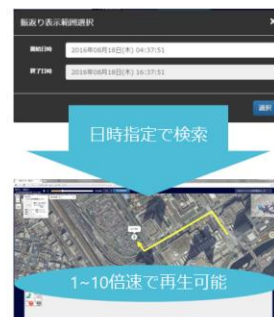 振返り表示範囲選択
×
開始日時
2016年08月18日(木) 04:37:51
終了日時
2016年08月18日(木) 16:37:51
選択
日時指定で検索
1~10倍速で再生可能